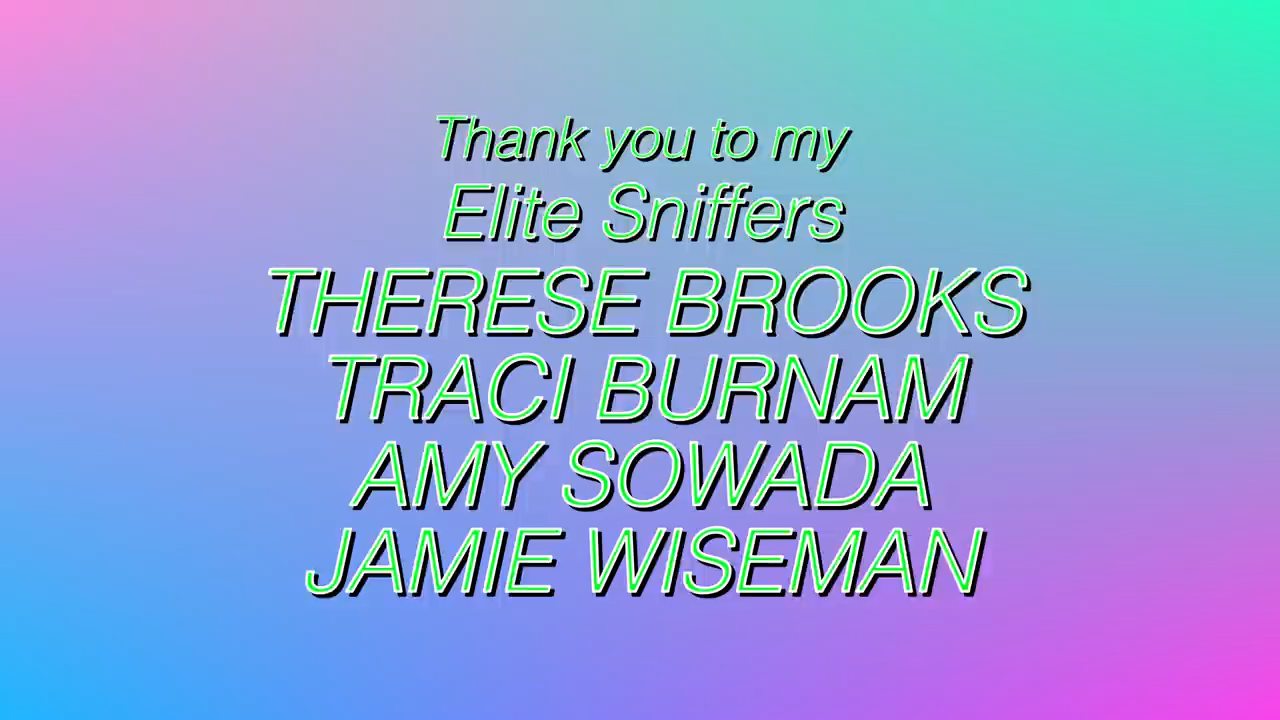 Thank you to my
Elite Sniffers
THERESE BROOKS
TRACI BURNAM
AMY SOWADA
JAMIE WISEMAN